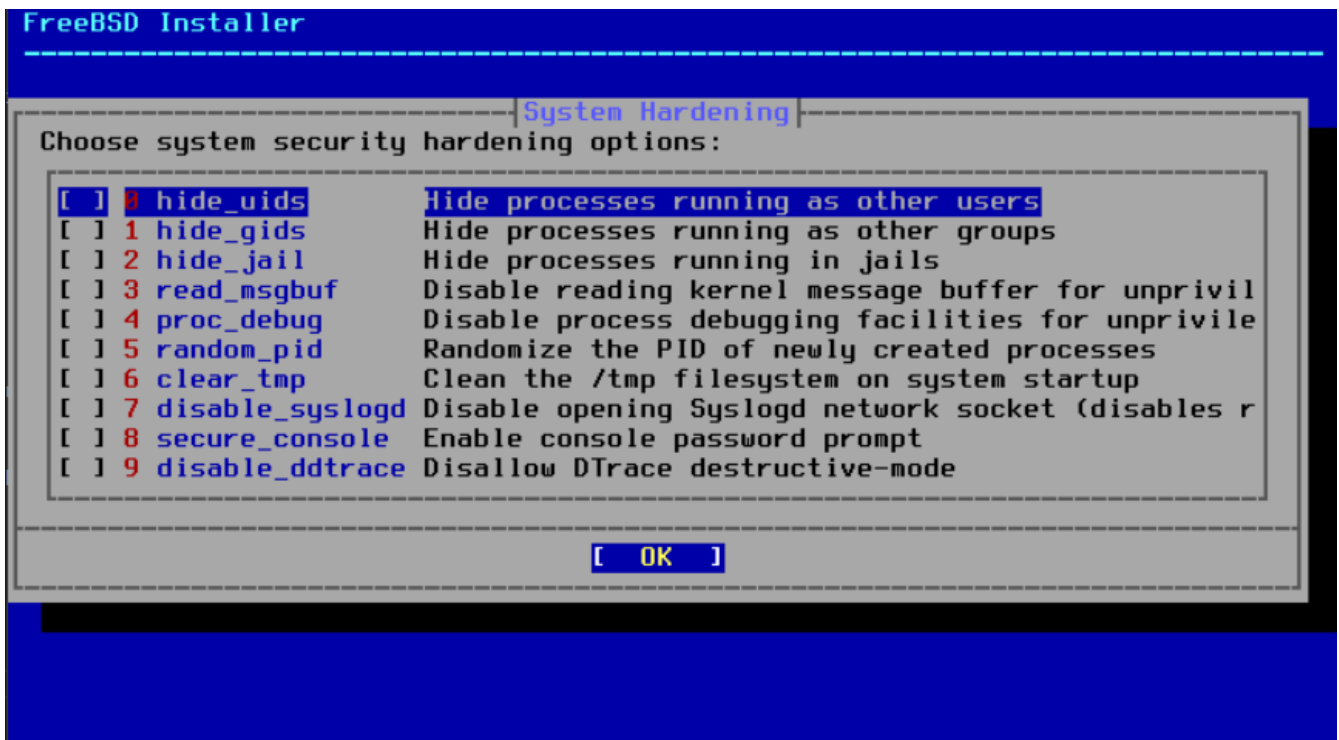 FreeBSD Installer
System Hardening
Choose system security hardening options:
[ ] 0 hide_uids Hide processes running as other users
[ ] 1 hide_gids Hide processes running as other groups
[ ] 2 hide_jail Hide processes running in jails
[ ] 3 read_msgbuf Disable reading kernel message buffer for unprivil
[ ] 4 proc_debug Disable process debugging facilities for unprivile
[ ] 5 random_pid Randomize the PID of newly created processes
[ ] 6 clear_tmp Clean the /tmp filesystem on system startup
[ ] 7 disable_syslogd Disable opening Syslogd network socket (disables r
[ ] 8 secure_console Enable console password prompt
[ ] 9 disable_ddtrace Disallow DTrace destructive-mode
[ OK ]